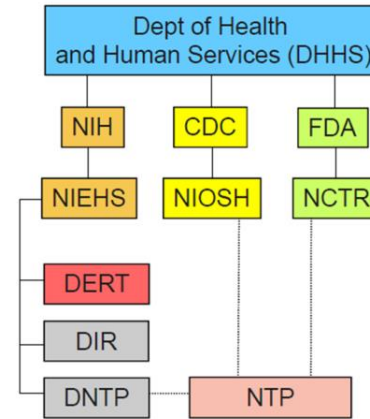 Dept of Health
and Human Services (DHHS)
NIH
CDC
FDA
NIEHS
NIOSH
NCTR
DERT
DIR
DNTP
NTP